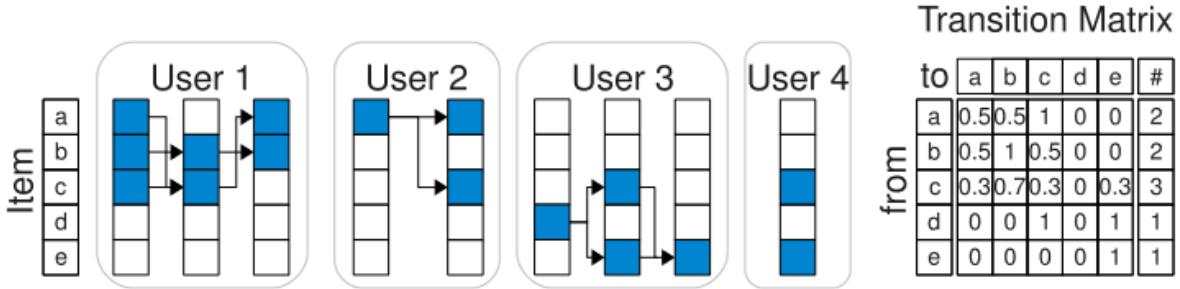 Transition Matrix
User 1 User 2 User 3 User 4 to a b c d e #
Item
from
a a 0.5 0.5 1 0 0 2
b b 0.5 1 0.5 0 0 2
c c 0.3 0.7 0.3 0 0.3 3
d d 0 0 1 0 1 1
e e 0 0 0 0 1 1